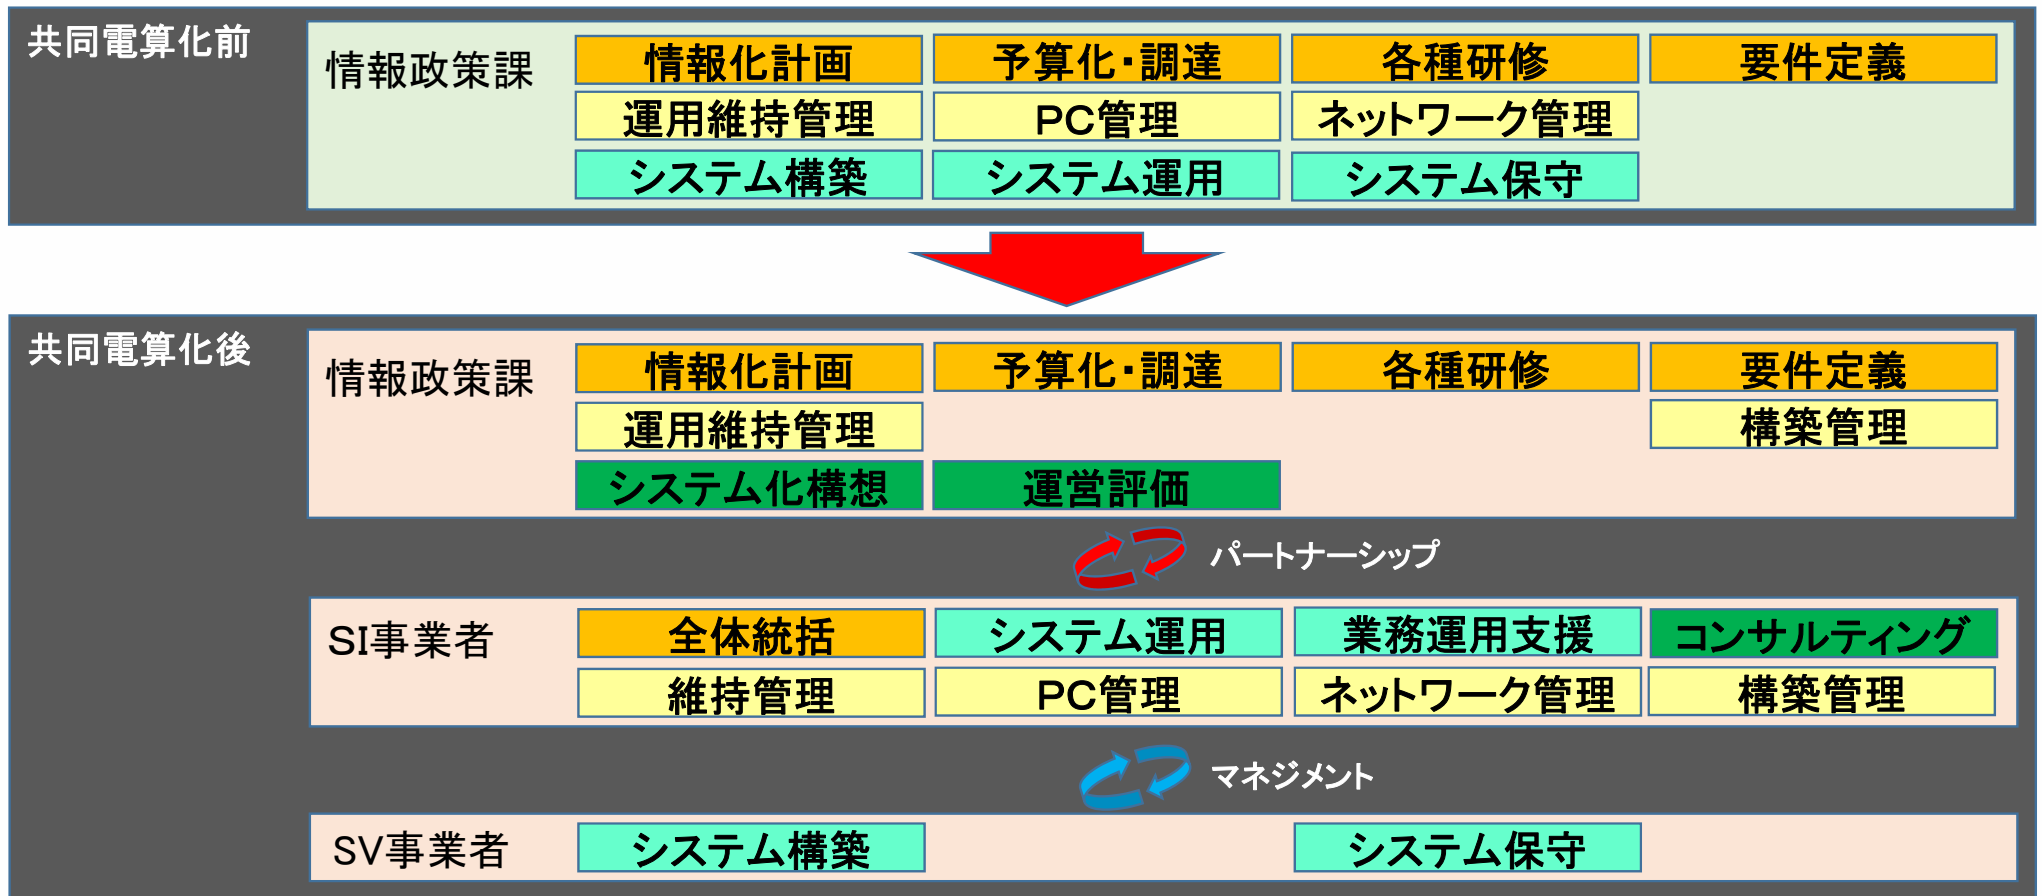 共同電算化前
情報政策課
情報化計画 予算化・調達 各種研修 要件定義
運用維持管理 PC管理 ネットワーク管理
システム構築 システム運用 システム保守
共同電算化後
情報政策課
情報化計画 予算化・調達 各種研修 要件定義
運用維持管理 構築管理
システム化構想 運営評価
パートナーシップ
SI事業者
全体統括 システム運用 業務運用支援 コンサルティング
維持管理 PC管理 ネットワーク管理 構築管理
マネジメント
SV事業者
システム構築 システム保守